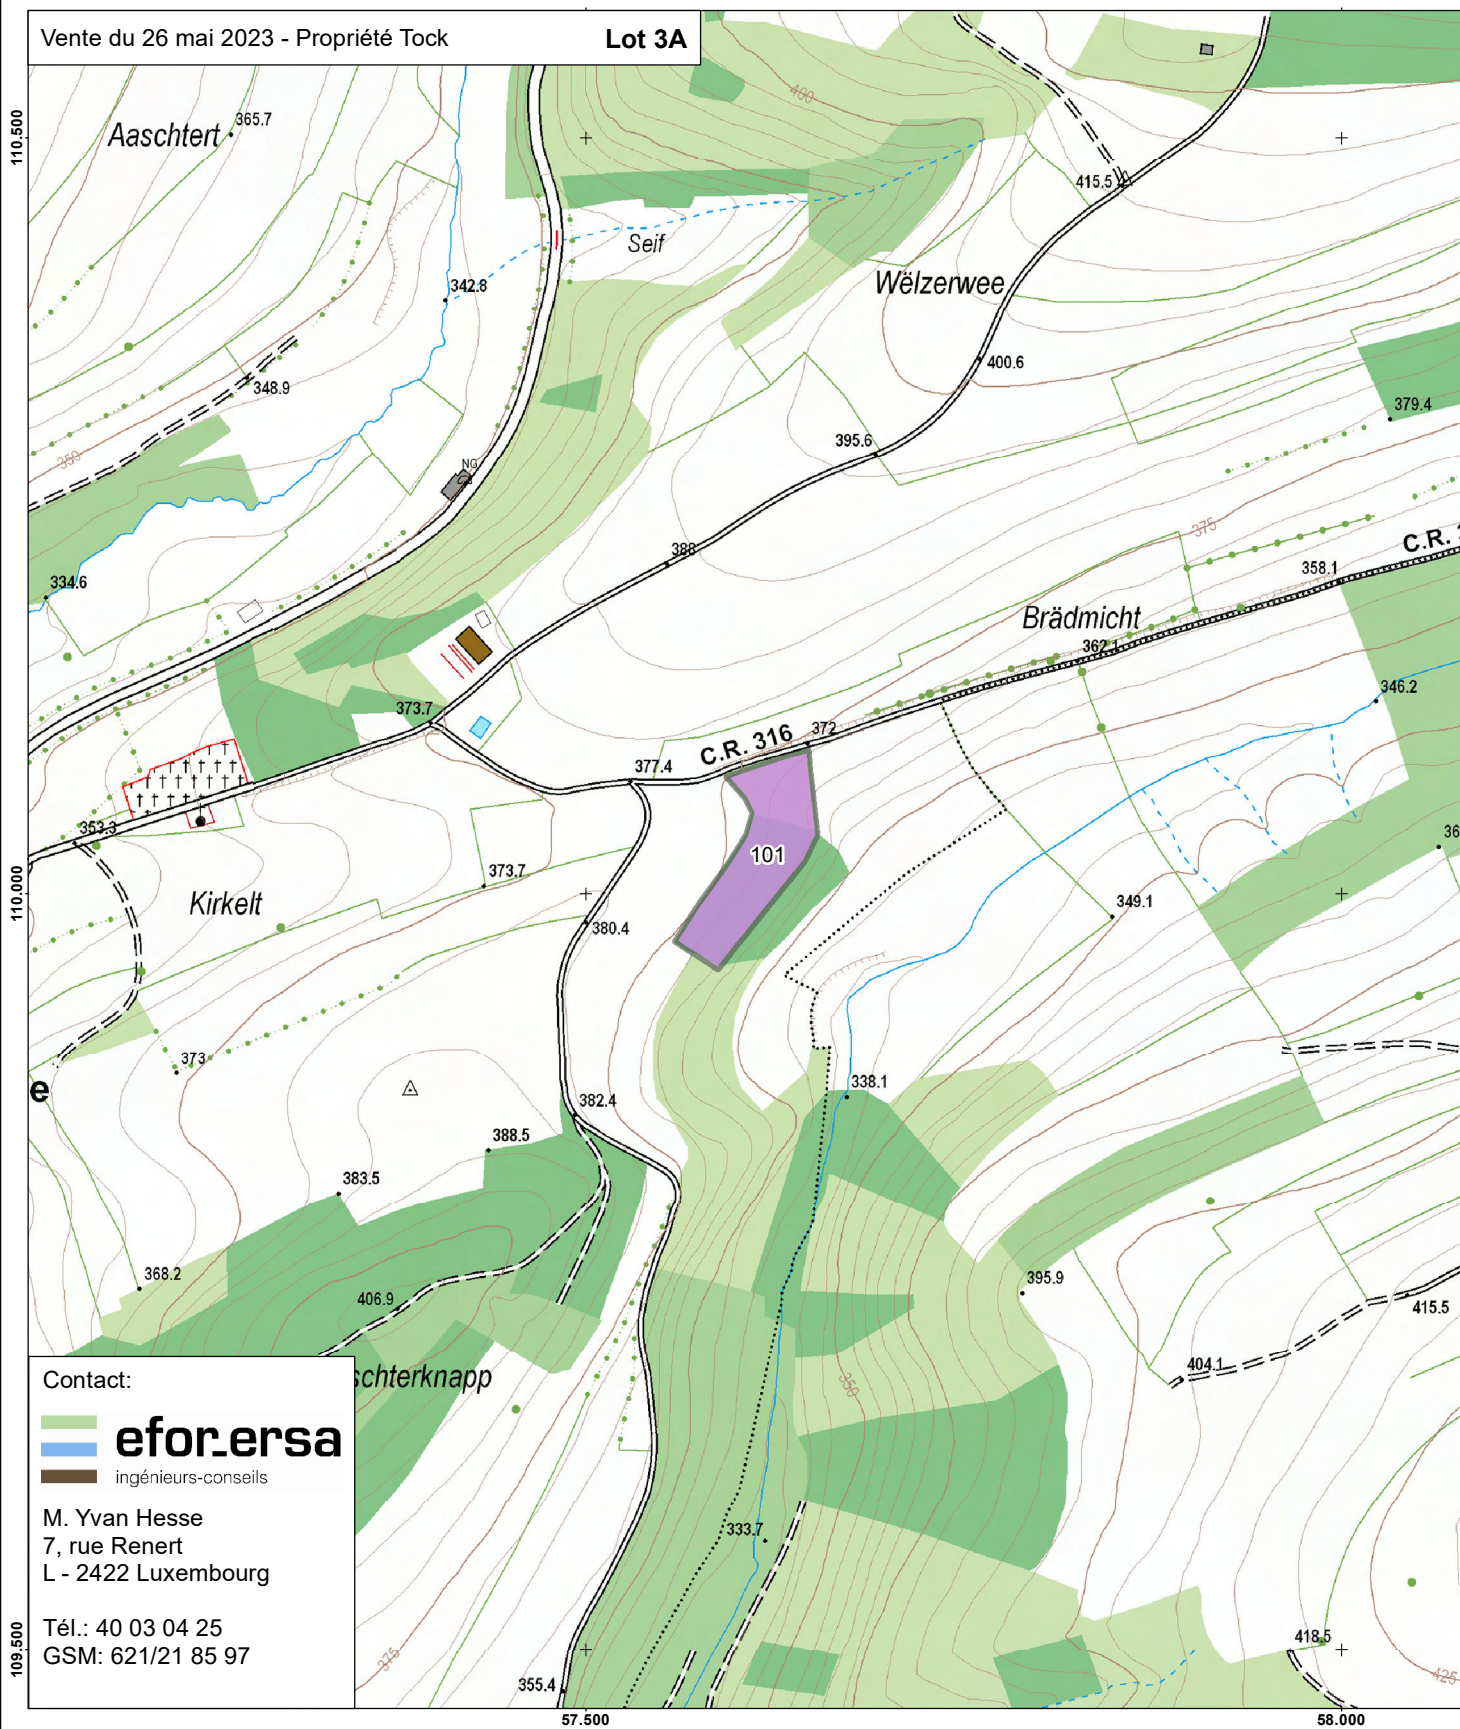 Vente du 26 mai 2023 - Propriété Tock Lot 3A
400
110.500
Aaschtert
365.7
415.5
Seif
342.8
Wëlzerwee
400.6
348.9
379.4
395.6
350
NG
375
388
C.R.
334.6
358.1
Brädmicht
362.1
346.2
373.7
C.R. 316
372
377.4
353.3
101
36
110.000
373.7
Kirkelt
349.1
380.4
373
e
338.1
382.4
388.5
383.5
368.2
395.9
406.9
415.5
404.1
schterknapp
350
Contact:
efor_ersa
ingénieurs-conseils
M. Yvan Hesse
7, rue Renert
L - 2422 Luxembourg
333.7
Tél.: 40 03 04 25
GSM: 621/21 85 97
109.500
375
418.5
425
355.4
57.500
58.000